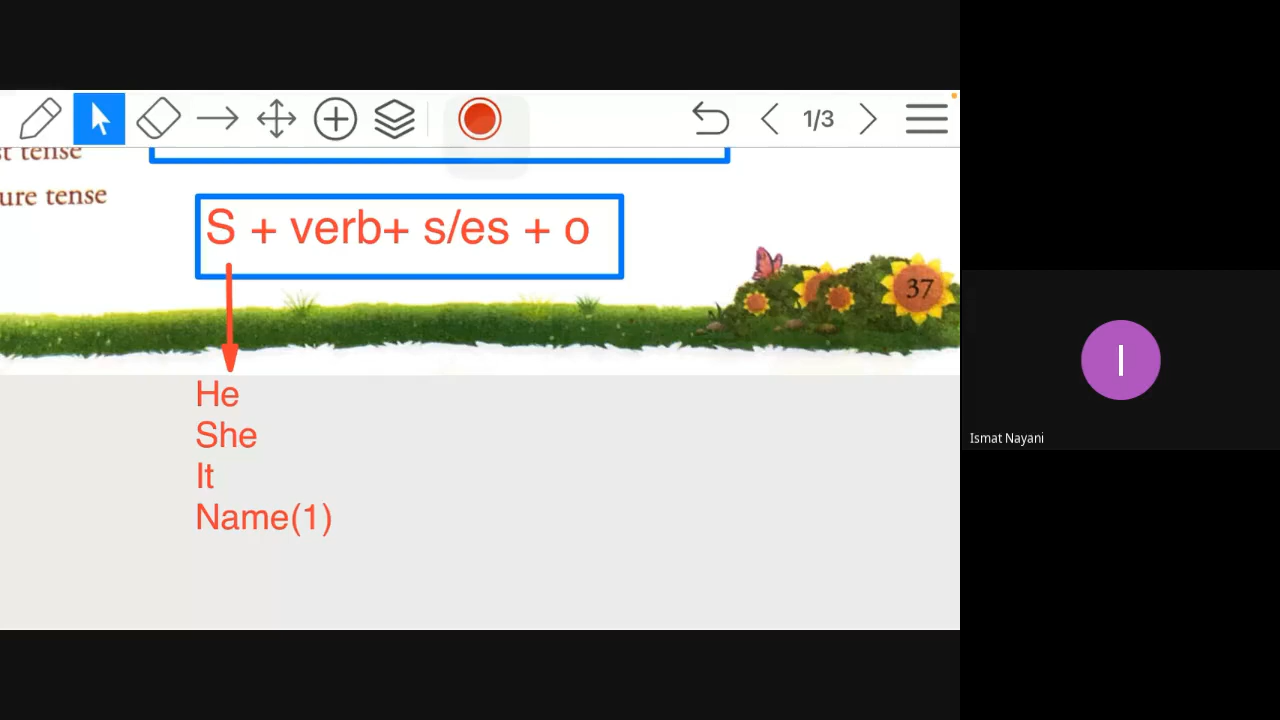 1/3
st tense
ure tense
S + verb+ s/es + o
37
He
She
It
Name(1)
I
Ismat Nayani